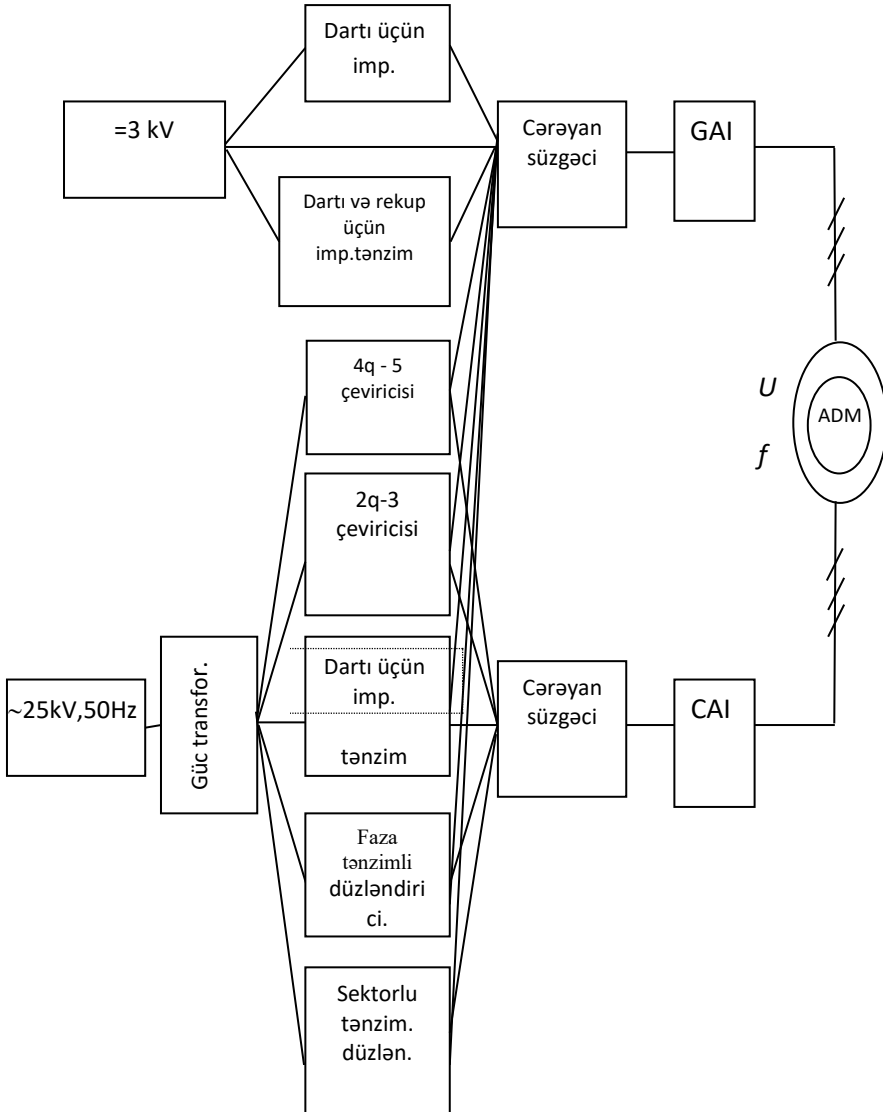 Dartı üçün
imp.
=3 kV
Cərəyan
süzgəci
GAI
Dartı və rekup
üçün
imp.tənzim
4q - 5
çeviricisi
U
ADM
f
2q-3
çeviricisi
~25kV,50Hz
Güc transfor.
Dartı üçün
imp.
tənzim
Cərəyan
süzgəci
CAI
Faza
tənzimli
düzləndiri
ci.
Sektorlu
tənzim.
düzlən.